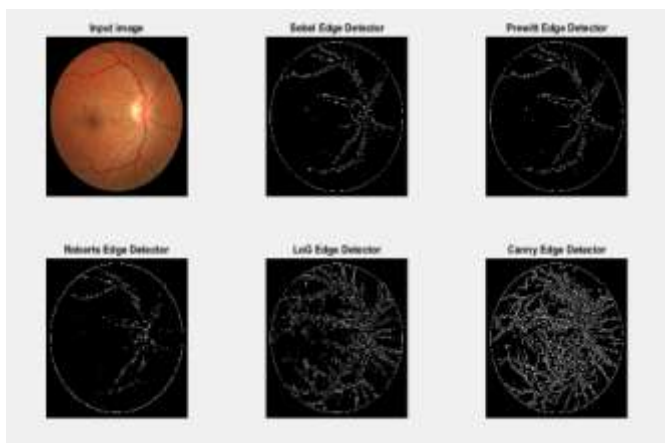 Input image
Sobel Edge Detector
Prewitt Edge Detector
Roberts Edge Detector
LoG Edge Detector
Canny Edge Detector